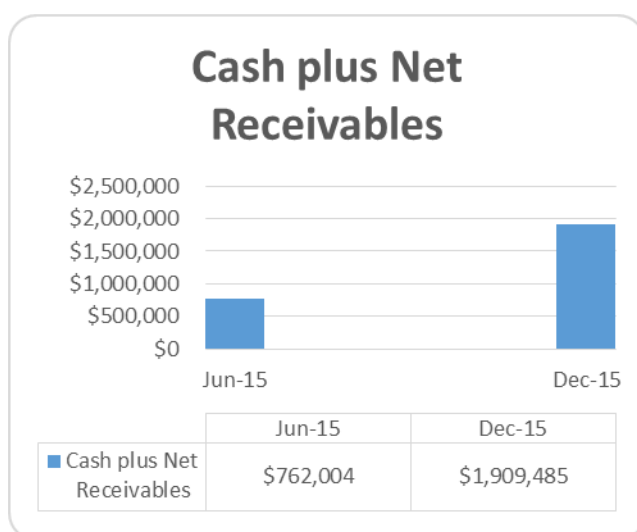 Cash plus Net
Receivables
$2,500,000
$2,000,000
$1,500,000
$1,000,000
$500,000
$0
Jun-15 Dec-15
Jun-15 Dec-15
Cash plus Net
Receivables $762,004 $1,909,485